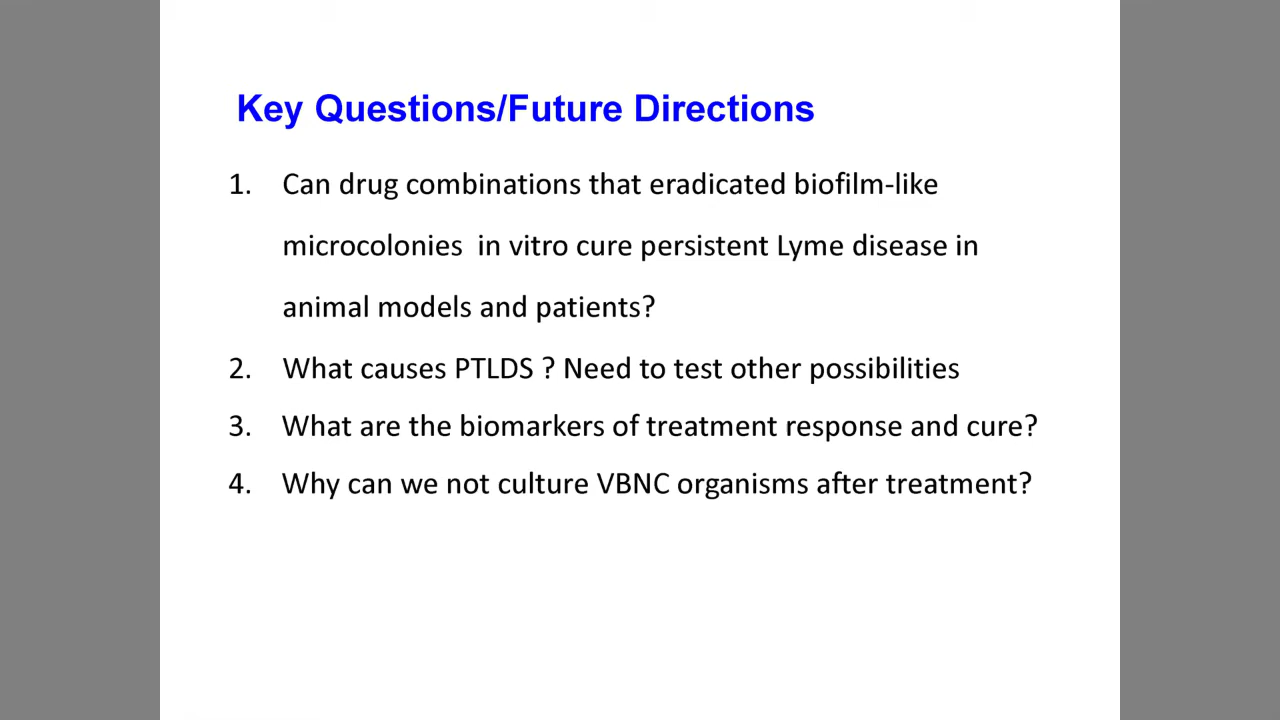 Key Questions/Future Directions
1. Can drug combinations that eradicated biofilm-like
microcolonies  in vitro cure persistent Lyme disease in
animal models and patients?
2. What causes PTLDS ? Need to test other possibilities
3. What are the biomarkers of treatment response and cure?
4. Why can we not culture VBNC organisms after treatment?